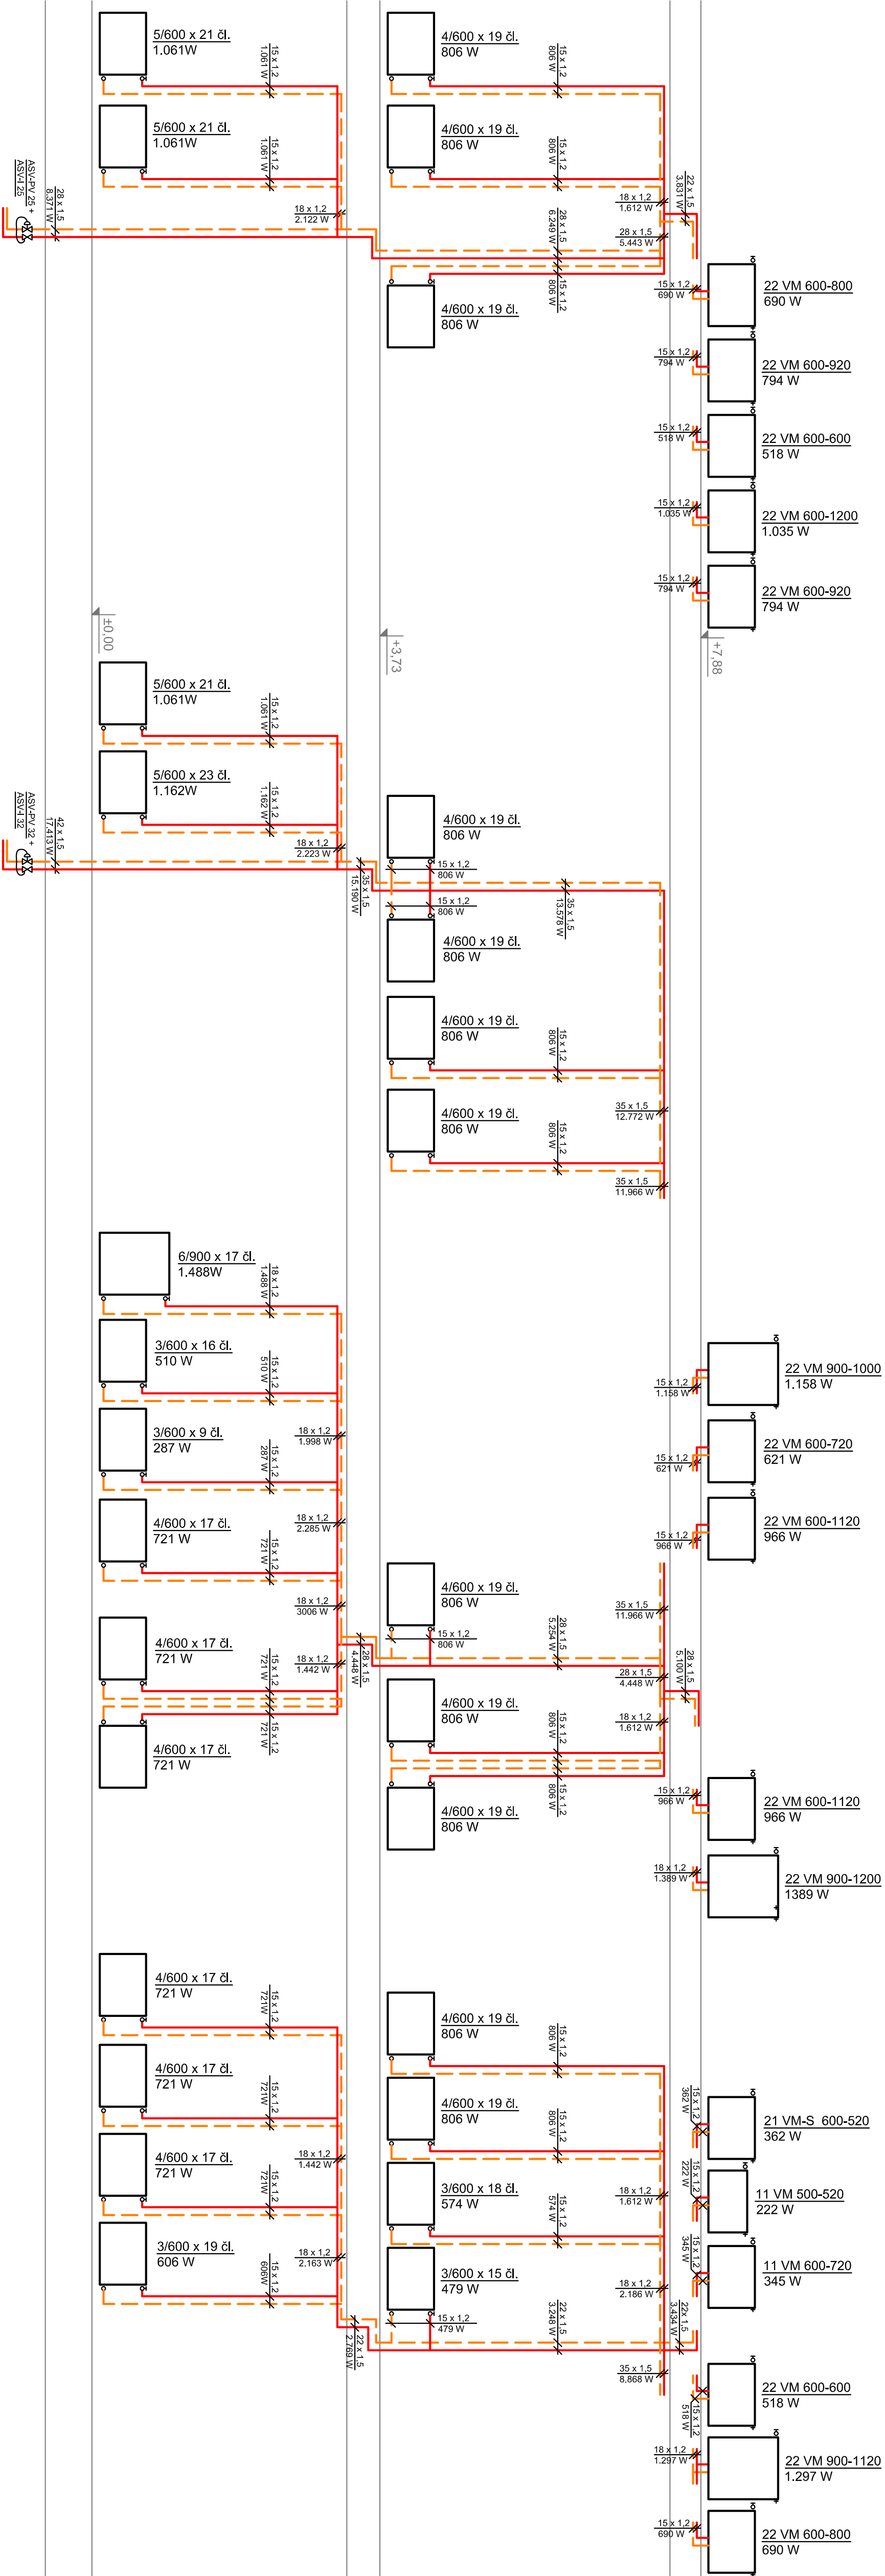 5/600 x 21 čl.
1.061W
15 x 1,2
1.061 W
5/600 x 21 čl.
1.061W
15 x 1,2
1.061 W
18 x 1,2
2.122 W
ASV-PV 25 +
ASV-I 25
28 x 1,5
8.371 W
4/600 x 19 čl.
806 W
15 x 1,2
806 W
4/600 x 19 čl.
806 W
15 x 1,2
806 W
18 x 1,2
1.612 W
28 x 1,5
6.249 W
28 x 1,5
5.443 W
15 x 1,2
806 W
4/600 x 19 čl.
806 W
22 x 1,5
3.831 W
22 VM 600-800
690 W
15 x 1,2
690 W
22 VM 600-920
794 W
15 x 1,2
794 W
22 VM 600-600
518 W
15 x 1,2
518 W
22 VM 600-1200
1.035 W
15 x 1,2
1.035 W
22 VM 600-920
794 W
15 x 1,2
794 W
±0,00
+3,73
+7,88
5/600 x 21 čl.
1.061W
15 x 1,2
1.061 W
5/600 x 23 čl.
1.162W
15 x 1,2
1.162 W
18 x 1,2
2.223 W
ASV-PV 32 +
ASV-I 32
42 x 1,5
17.413 W
35 x 1,5
15.190 W
4/600 x 19 čl.
806 W
15 x 1,2
806 W
15 x 1,2
806 W
4/600 x 19 čl.
806 W
35 x 1,5
13.578 W
4/600 x 19 čl.
806 W
15 x 1,2
806 W
35 x 1,5
12.772 W
4/600 x 19 čl.
806 W
15 x 1,2
806 W
35 x 1,5
11.966 W
6/900 x 17 čl.
1.488W
18 x 1,2
1.488 W
3/600 x 16 čl.
510 W
15 x 1,2
510 W
18 x 1,2
1.998 W
3/600 x 9 čl.
287 W
15 x 1,2
287 W
18 x 1,2
2.285 W
4/600 x 17 čl.
721 W
15 x 1,2
721 W
18 x 1,2
3006 W
4/600 x 17 čl.
721 W
15 x 1,2
721 W
18 x 1,2
1.442 W
28 x 1,5
4.448 W
15 x 1,2
721 W
4/600 x 17 čl.
721 W
22 VM 900-1000
1.158 W
15 x 1,2
1.158 W
22 VM 600-720
621 W
15 x 1,2
621 W
22 VM 600-1120
966 W
15 x 1,2
966 W
4/600 x 19 čl.
806 W
15 x 1,2
806 W
28 x 1,5
5.254 W
35 x 1,5
11.966 W
28 x 1,5
4.448 W
28 x 1,5
5.100 W
4/600 x 19 čl.
806 W
15 x 1,2
806 W
18 x 1,2
1.612 W
15 x 1,2
806 W
4/600 x 19 čl.
806 W
22 VM 600-1120
966 W
15 x 1,2
966 W
22 VM 900-1200
1389 W
18 x 1,2
1.389 W
4/600 x 17 čl.
721 W
15 x 1,2
721W
4/600 x 17 čl.
721 W
15 x 1,2
721W
18 x 1,2
1.442 W
4/600 x 17 čl.
721 W
15 x 1,2
721W
18 x 1,2
2.163 W
3/600 x 19 čl.
606 W
15 x 1,2
606W
22 x 1,5
2.769 W
4/600 x 19 čl.
806 W
15 x 1,2
806 W
4/600 x 19 čl.
806 W
15 x 1,2
806 W
18 x 1,2
1.612 W
3/600 x 18 čl.
574 W
15 x 1,2
574 W
18 x 1,2
2.186 W
3/600 x 15 čl.
479 W
15 x 1,2
479 W
22 x 1,5
3.248 W
22x 1,5
3.434 W
35 x 1,5
8.868 W
21 VM-S 600-520
362 W
15 x 1,2
362 W
11 VM 500-520
222 W
15 x 1,2
222 W
11 VM 600-720
345 W
15 x 1,2
345 W
22 VM 600-600
518 W
15 x 1,2
518 W
22 VM 900-1120
1.297 W
18 x 1,2
1.297 W
22 VM 600-800
690 W
15 x 1,2
690 W